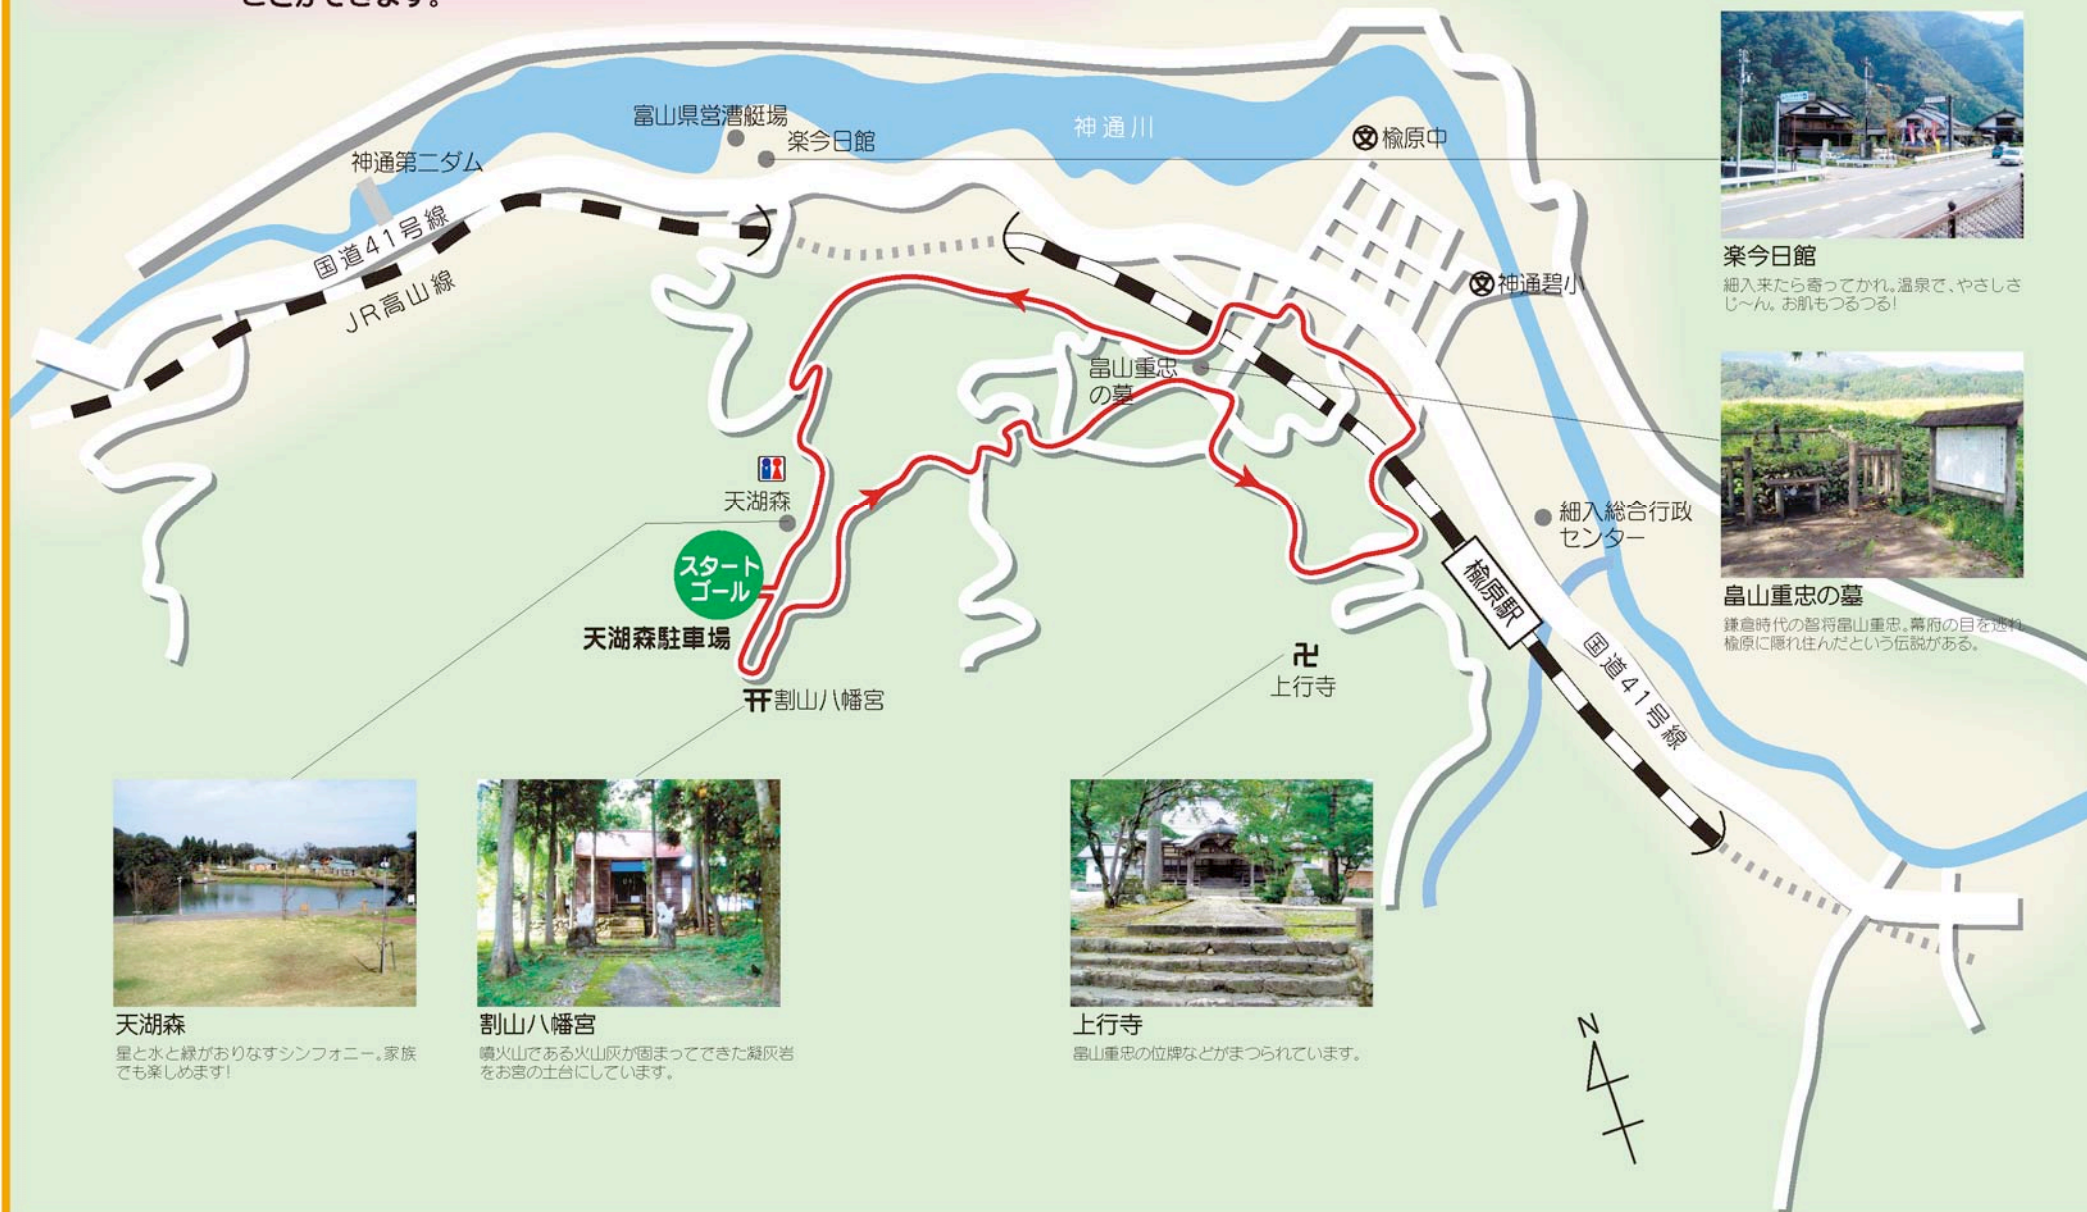 ことができます。
富山県営漕艇場
楽今日館
神通川
楡原中
神通第二ダム
国道41号線
JR高山線
神通碧小
畠山重忠
の墓
天湖森
スタート
ゴール
天湖森駐車場
割山八幡宮
上行寺
細入総合行政
センター
楡原駅
国道41号線
楽今日館
細入来たら寄ってかれ。温泉で、やさしさ
じ〜ん。お肌もつるつる!
畠山重忠の墓
鎌倉時代の智将畠山重忠。幕府の目を逃れ
楡原に隠れ住んだという伝説がある。
天湖森
星と水と緑がおりなすシンフォニー。家族
でも楽しめます!
割山八幡宮
噴火山である火山灰が固まってできた凝灰岩
をお宮の土台にしています。
上行寺
畠山重忠の位牌などがまつられています。
N